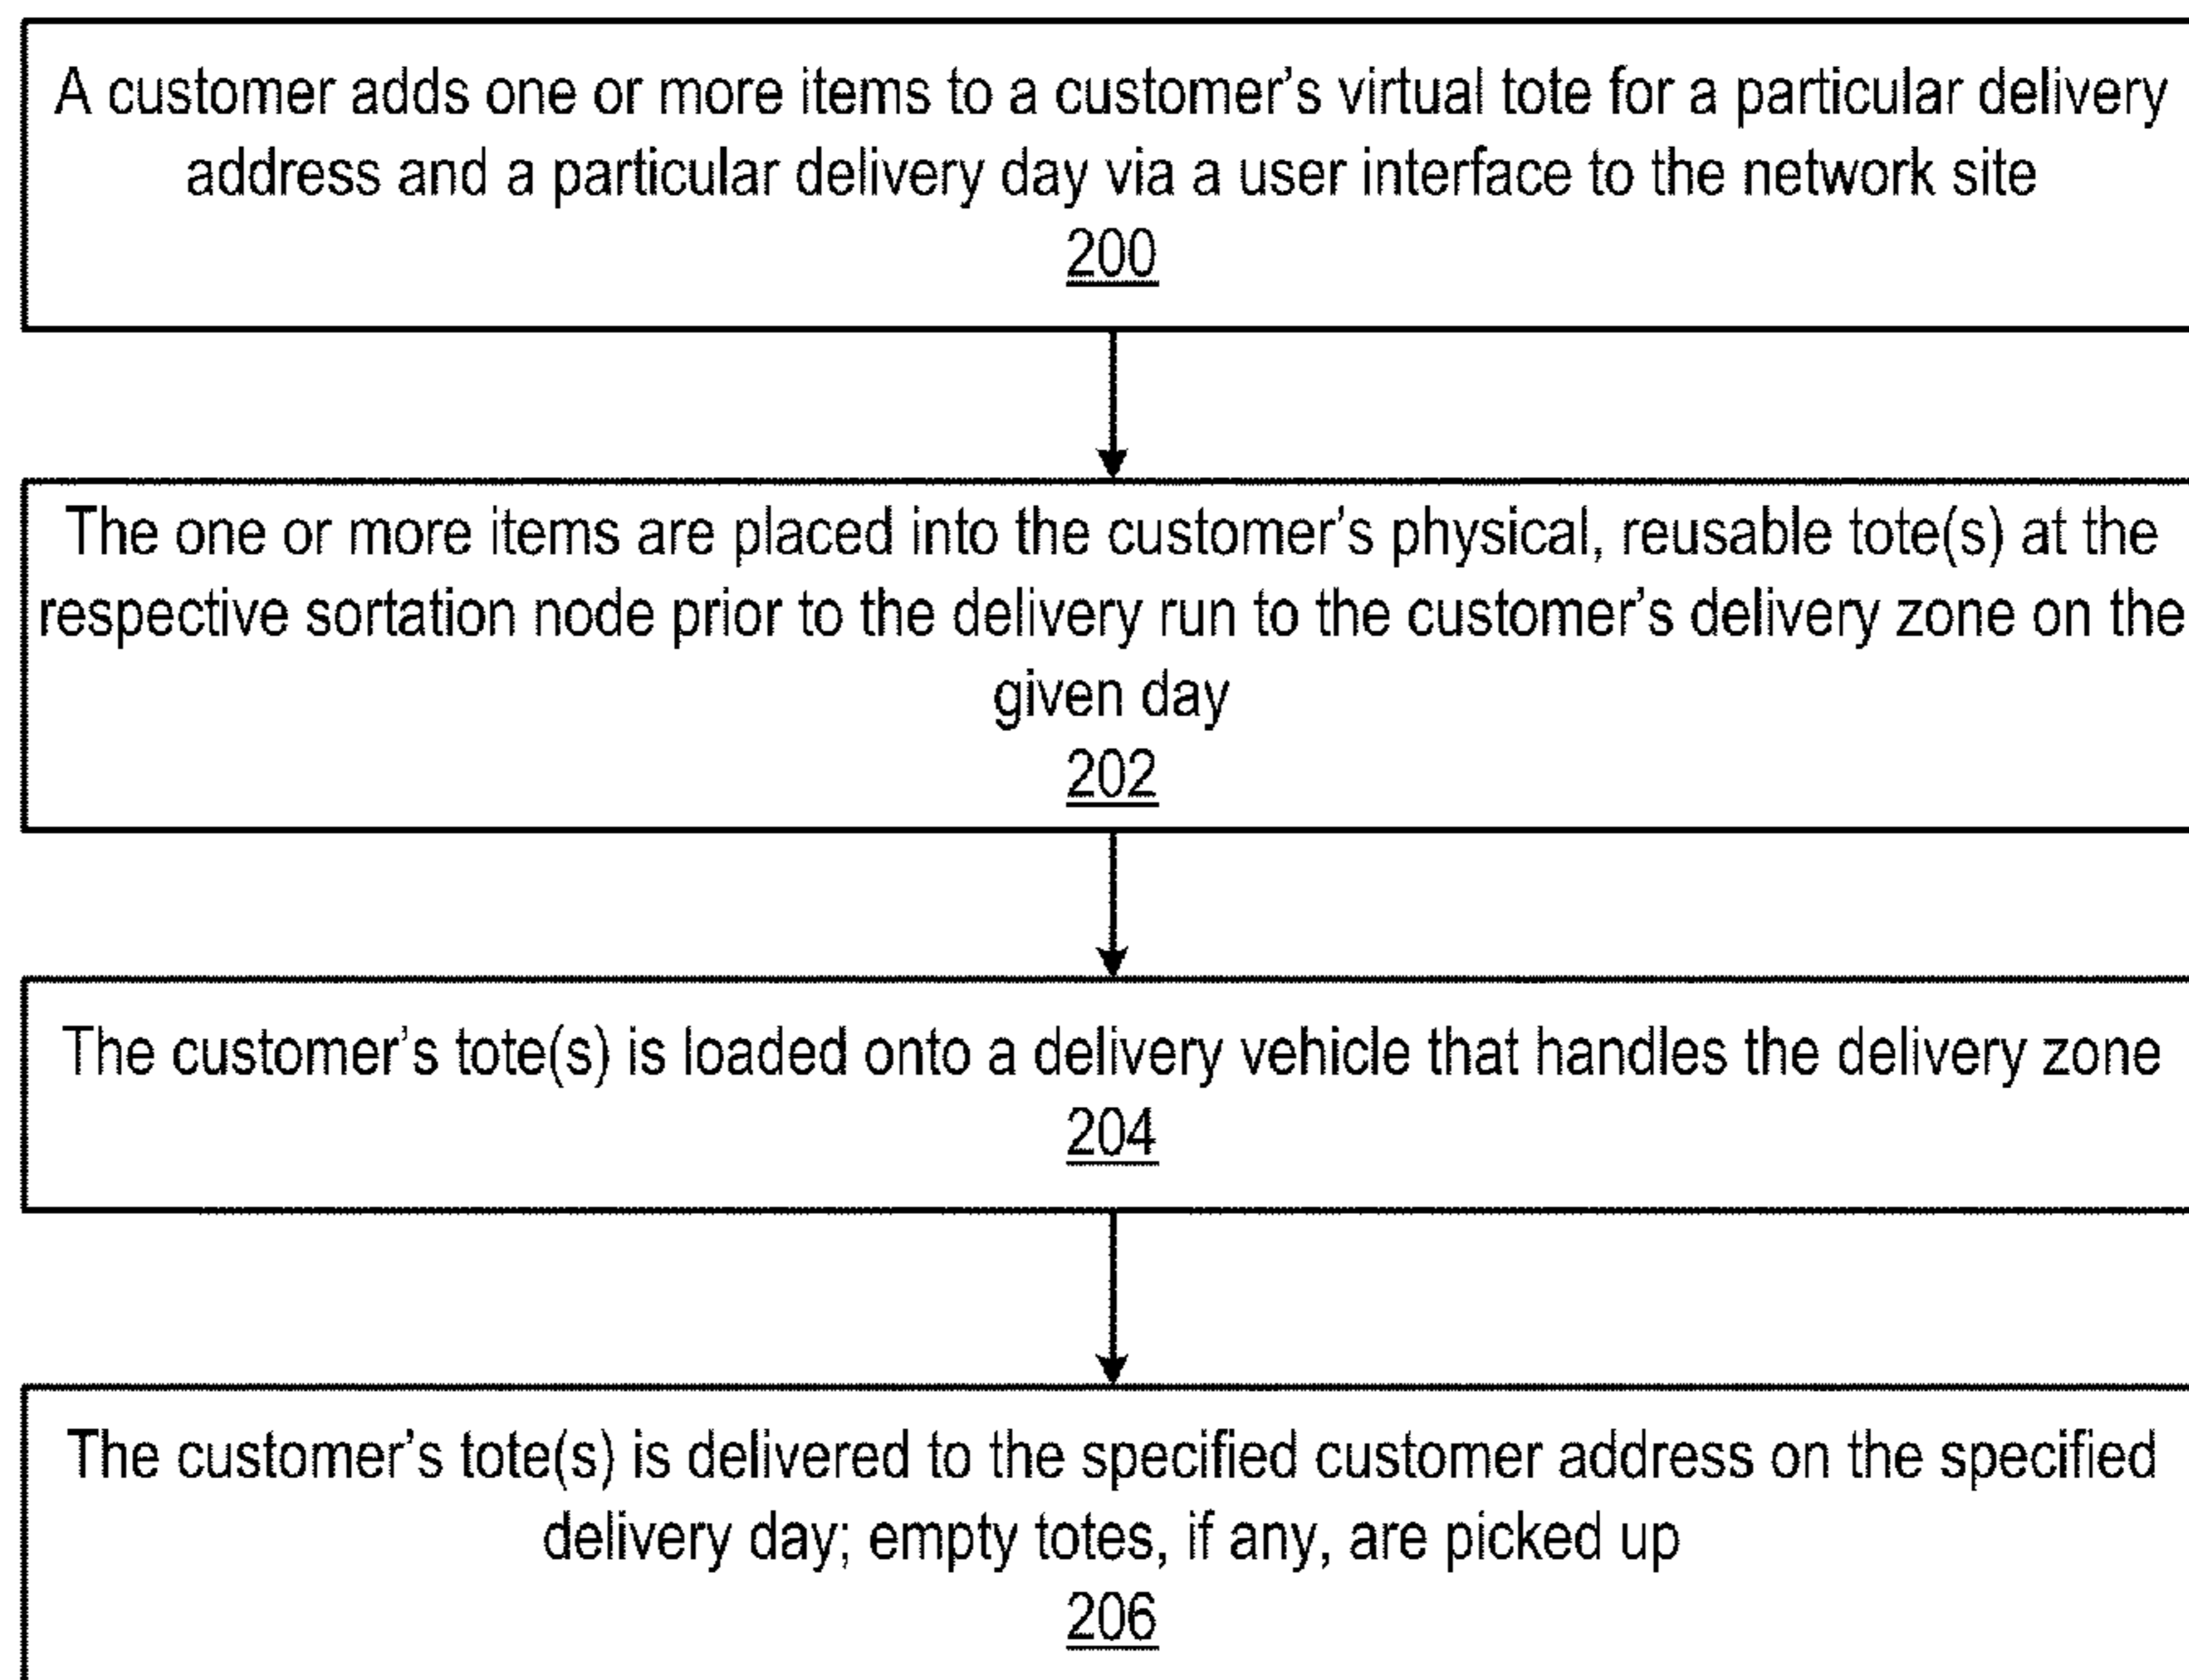 A customer adds one or more items to a customer's virtual tote for a particular delivery
address and a particular delivery day via a user interface to the network site
200
The one or more items are placed into the customer's physical, reusable tote(s) at the
respective sortation node prior to the delivery run to the customer's delivery zone on the
given day
202
The customer's tote(s) is loaded onto a delivery vehicle that handles the delivery zone
204
The customer's tote(s) is delivered to the specified customer address on the specified
delivery day; empty totes, if any, are picked up
206